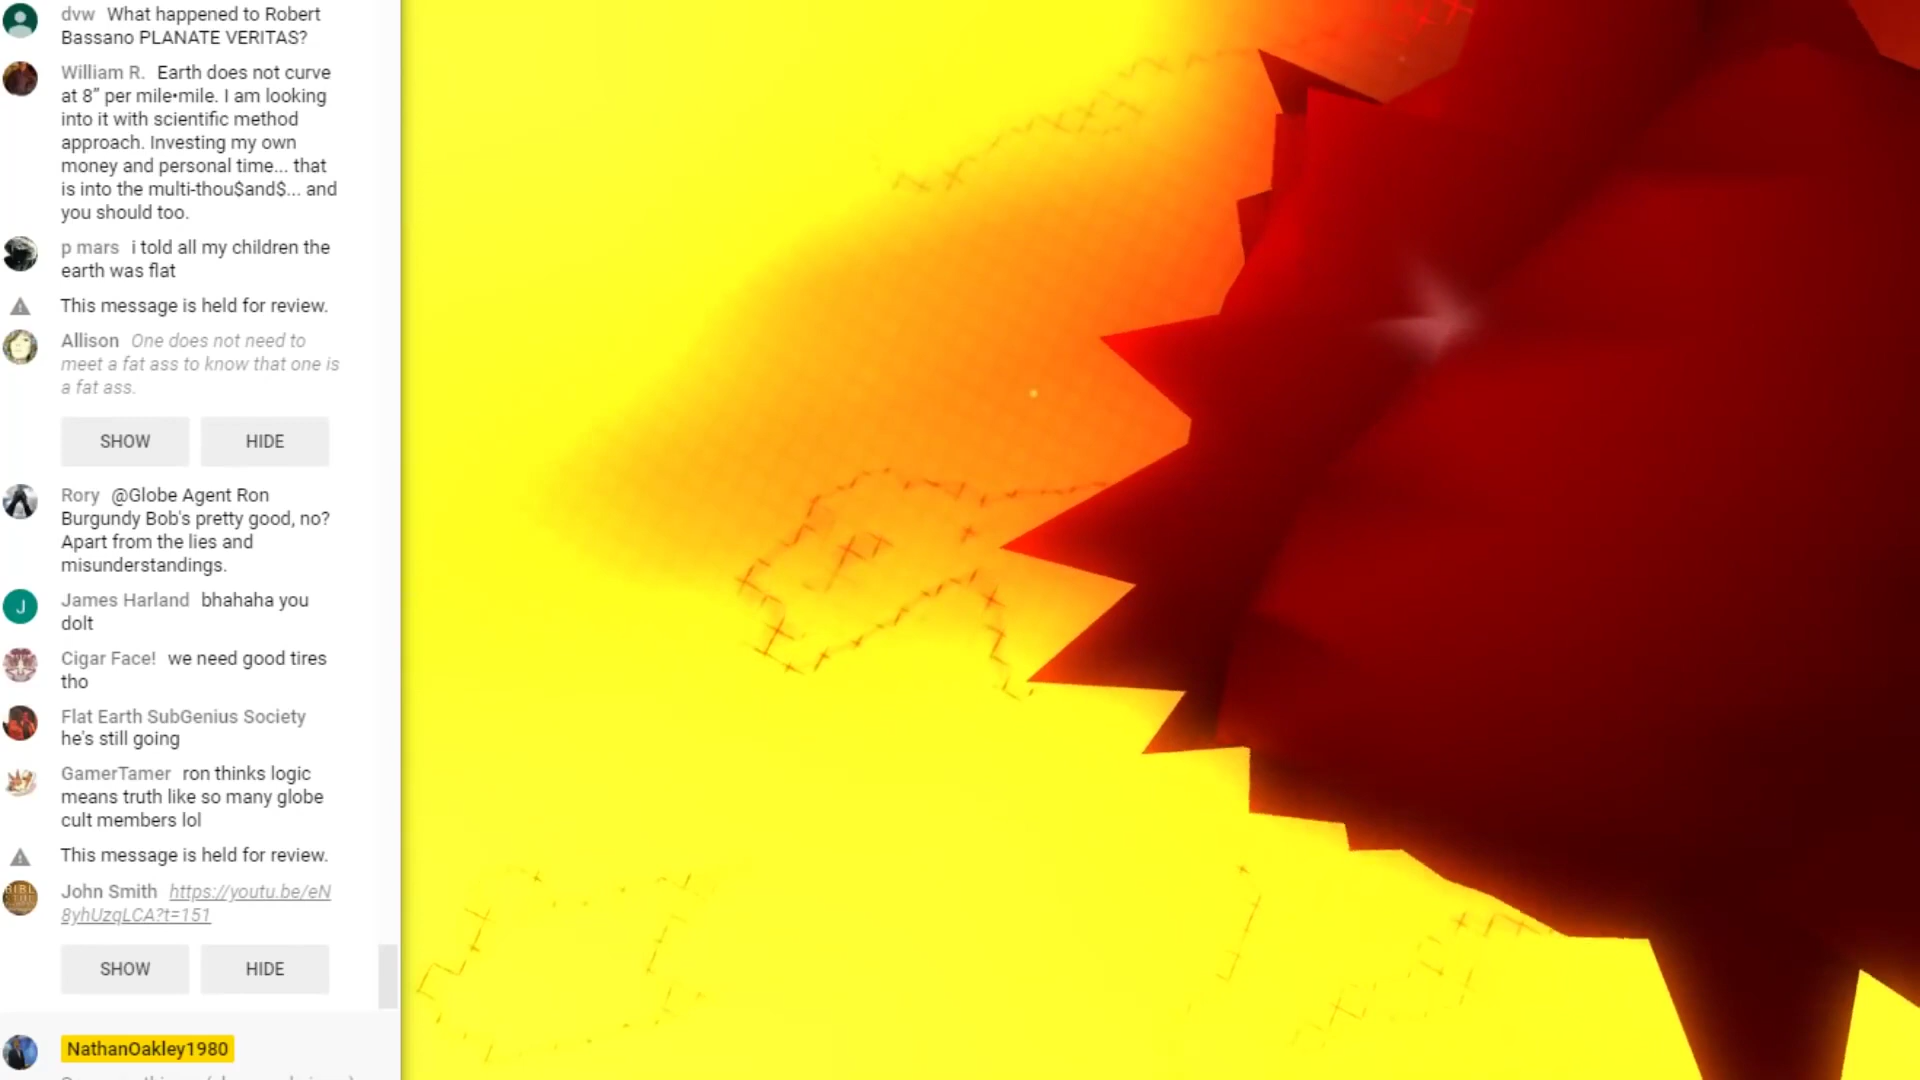 dvw What happened to Robert
Bassano PLANATE VERITAS?
William R. Earth does not curve
at 8” per mile•mile. I am looking
into it with scientific method
approach. Investing my own
money and personal time... that
is into the multi-thou$and$... and
you should too.
p mars i told all my children the
earth was flat
This message is held for review.
Allison One does not need to
meet a fat ass to know that one is
a fat ass.
SHOW HIDE
Rory @Globe Agent Ron
Burgundy Bob's pretty good, no?
Apart from the lies and
misunderstandings.
James Harland bhahaha you
dolt
J
Cigar Face! we need good tires
tho
Flat Earth SubGenius Society
he's still going
GamerTamer ron thinks logic
means truth like so many globe
cult members lol
This message is held for review.
John Smith https://youtu.be/eN
8yhUzqLCA?t=151
SHOW HIDE
NathanOakley1980